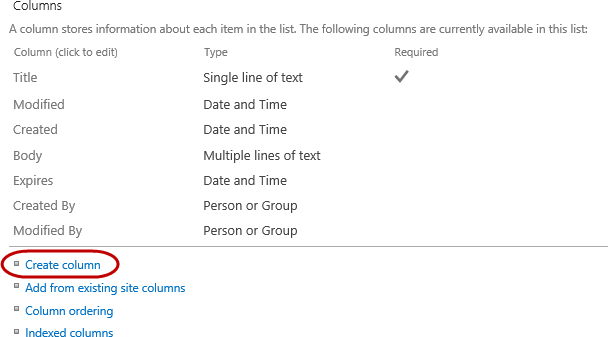 Columns
A column stores information about each item in the list. The following columns are currently available in this list:
Column (click to edit) Type Required
Title Single line of text
Modified Date and Time
Created Date and Time
Body Multiple lines of text
Expires Date and Time
Created By Person or Group
Modified By Person or Group
Create column
Add from existing site columns
Column ordering
Indexed columns